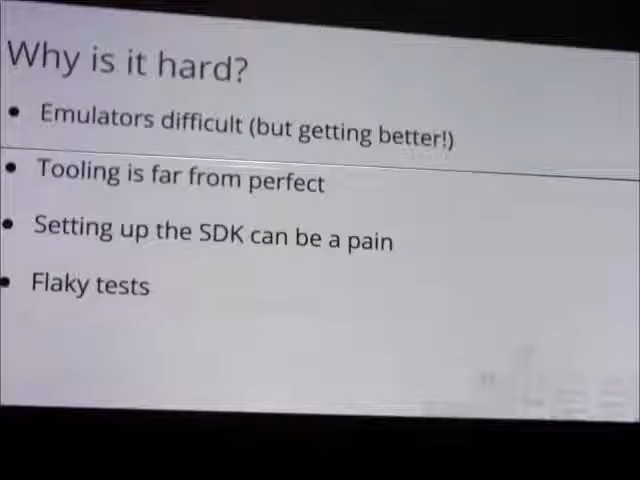 Why is it hard?
• Emulators difficult (but getting better!)
• Tooling is far from perfect
• Setting up the SDK can be a pain
• Flaky tests